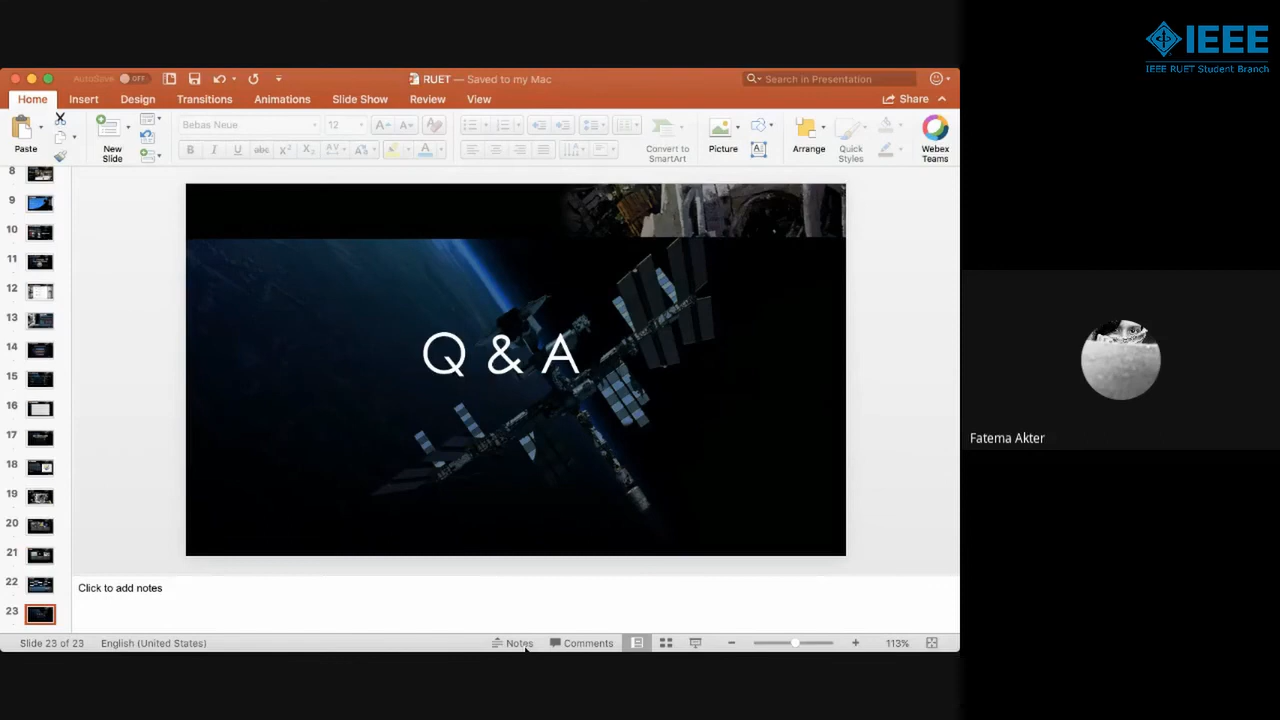 IEEE
IEEE RUET Student Branch
AutoSave OFF
RUET — Saved to my Mac
Search in Presentation
Home Insert Design Transitions Animations Slide Show Review View
Share
Paste
New
Slide
Bebas Neue
12
Convert to
SmartArt
Picture
Arrange
Quick
Styles
Webex
Teams
8
9
10
11
12
13
14
15
16
17
18
19
20
21
22
23
Q & A
Click to add notes
Slide 23 of 23
English (United States)
Notes
Comments
113%
Fatema Akter